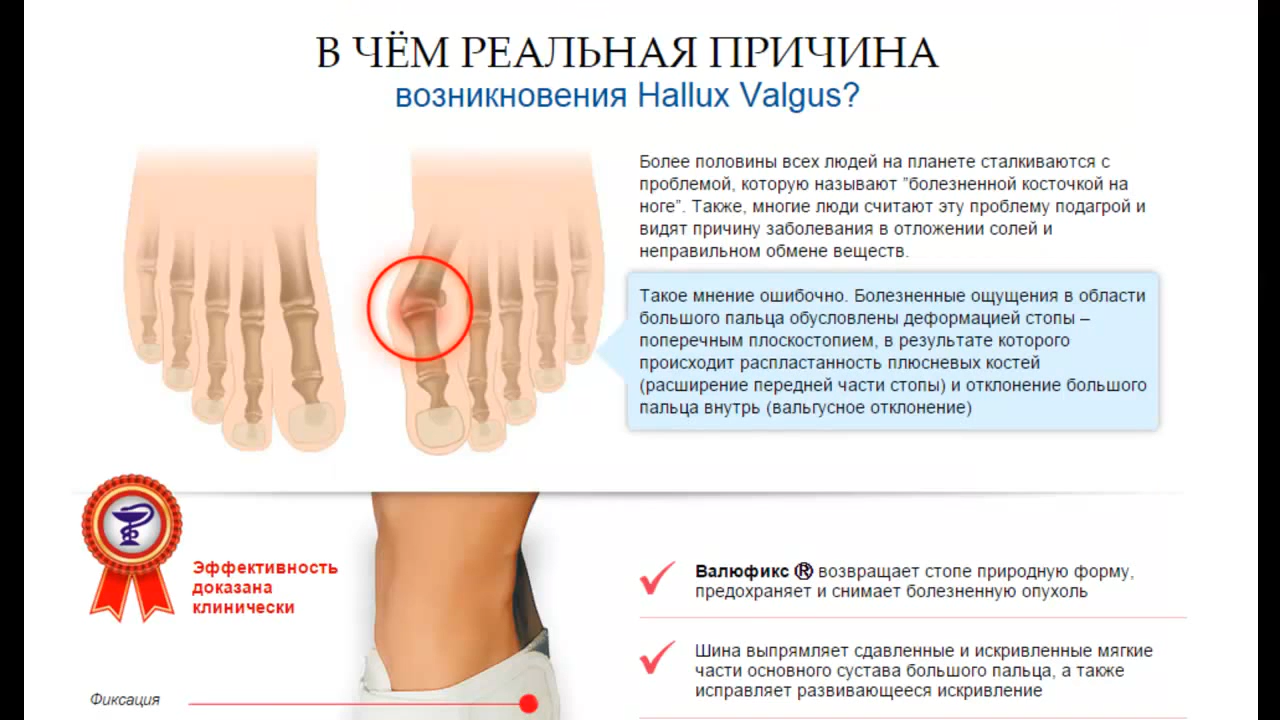 В ЧЁМ РЕАЛЬНАЯ ПРИЧИНА
возникновения Hallux Valgus?
Более половины всех людей на планете сталкиваются с
проблемой, которую называют "болезненной косточкой на
ноге". Также, многие люди считают эту проблему подагрой и
видят причину заболевания в отложении солей и
неправильном обмене веществ.
Такое мнение ошибочно. Болезненные ощущения в области
большого пальца обусловлены деформацией стопы –
поперечным плоскостопием, в результате которого
происходит распластанность плюсневых костей
(расширение передней части стопы) и отклонение большого
пальца внутрь (вальгусное отклонение)
Эффективность
доказана
клинически
Валюфикс ® возвращает стопе природную форму,
предохраняет и снимает болезненную опухоль
Шина выпрямляет сдавленные и искривленные мягкие
части основного сустава большого пальца, а также
исправляет развивающееся искривление
Фиксация